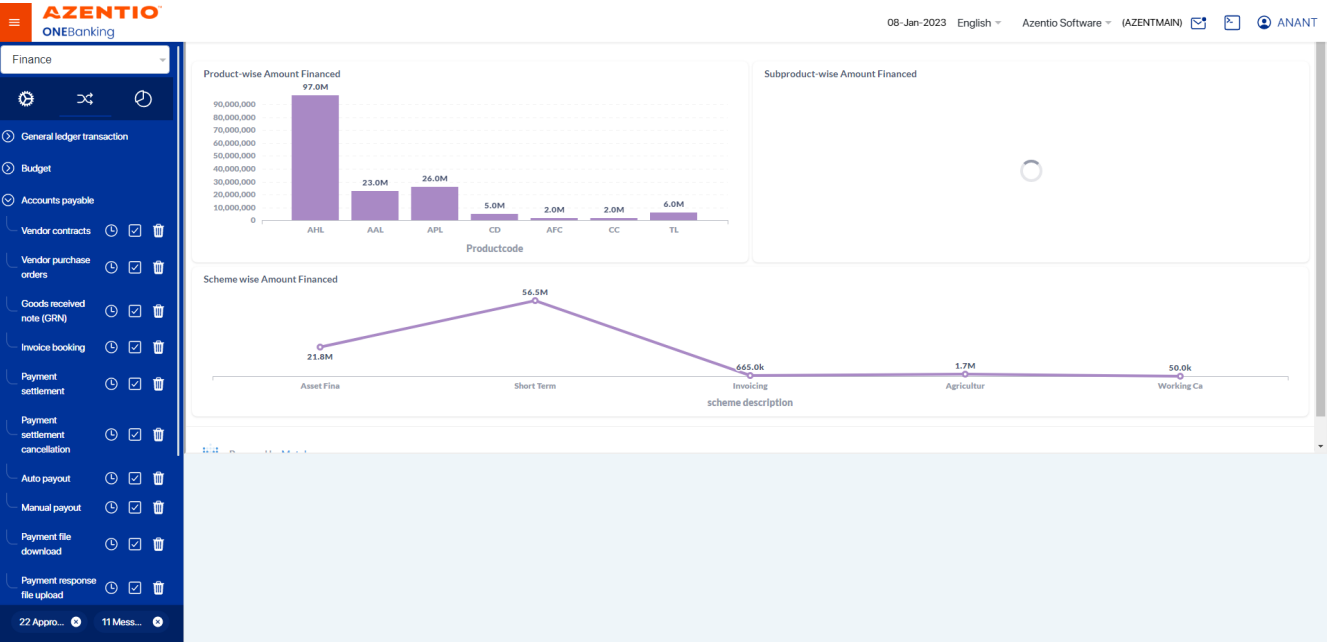 AZENTIO
ONEBanking
08-Jan-2023 English Azentio Software (AZENTMAIN) ANANT
Finance
General ledger transaction
Budget
Accounts payable
Vendor contracts
Vendor purchase
orders
Goods received
note (GRN)
Invoice booking
Payment
settlement
Payment
settlement
cancellation
Auto payout
Manual payout
Payment file
download
Payment response
file upload
22 Appro...
11 Mess...
Product-wise Amount Financed
97.0M
90,000,000
80,000,000
70,000,000
60,000,000
50,000,000
40,000,000
30,000,000
20,000,000
10,000,000
0
23.0M
26.0M
5.0M
2.0M
2.0M
6.0M
AHL AAL APL CD AFC CC TL
Productcode
Subproduct-wise Amount Financed
Scheme wise Amount Financed
56.5M
21.8M
665.0k
1.7M
50.0k
Asset Fina Short Term Invoicing Agricultur Working Ca
scheme description